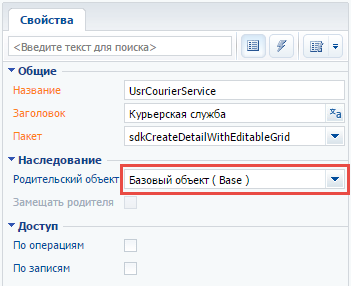 Свойства
<Введите текст для поиска>
Общие
Название UsrCourierService
Заголовок Курьерская служба
Пакет sdkCreateDetailWithEditableGrid
Наследование
Родительский объект Базовый объект ( Base )
Замещать родителя
Доступ
По операциям
По записям